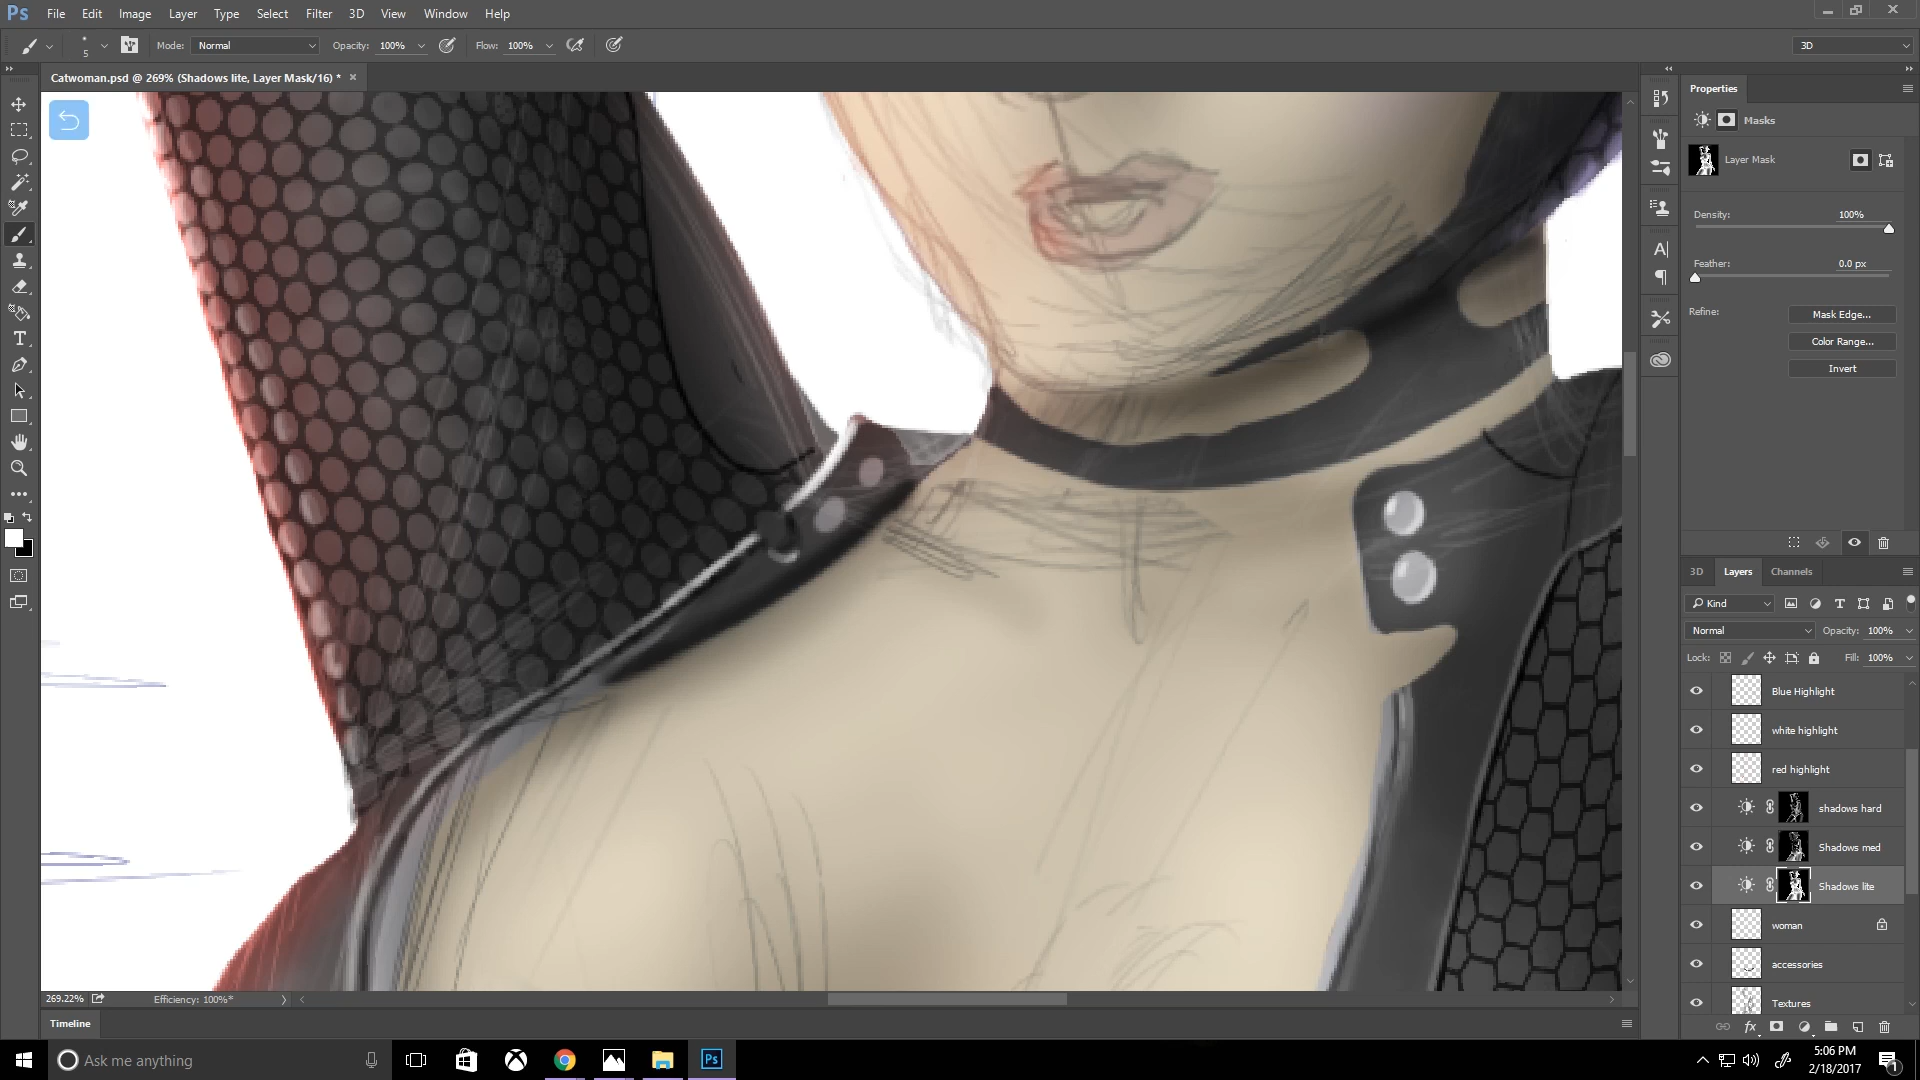 Ps File Edit Image Layer Type Select Filter 3D View Window Help
5 Mode: Normal Opacity: 100% Flow: 100% 3D
Catwoman.psd @ 269% (Shadows lite, Layer Mask/16) * ×
Properties
Masks
Layer Mask
Density: 100%
Feather: 0.0 px
Refine: Mask Edge...
Color Range...
Invert
3D Layers Channels
Kind
Normal Opacity: 100%
Lock: Fill: 100%
Blue Highlight
white highlight
red highlight
shadows hard
Shadows med
Shadows lite
woman
accessories
Textures
269.22% Efficiency: 100%*
Timeline
Ask me anything Ps
5:06 PM
2/18/2017
1